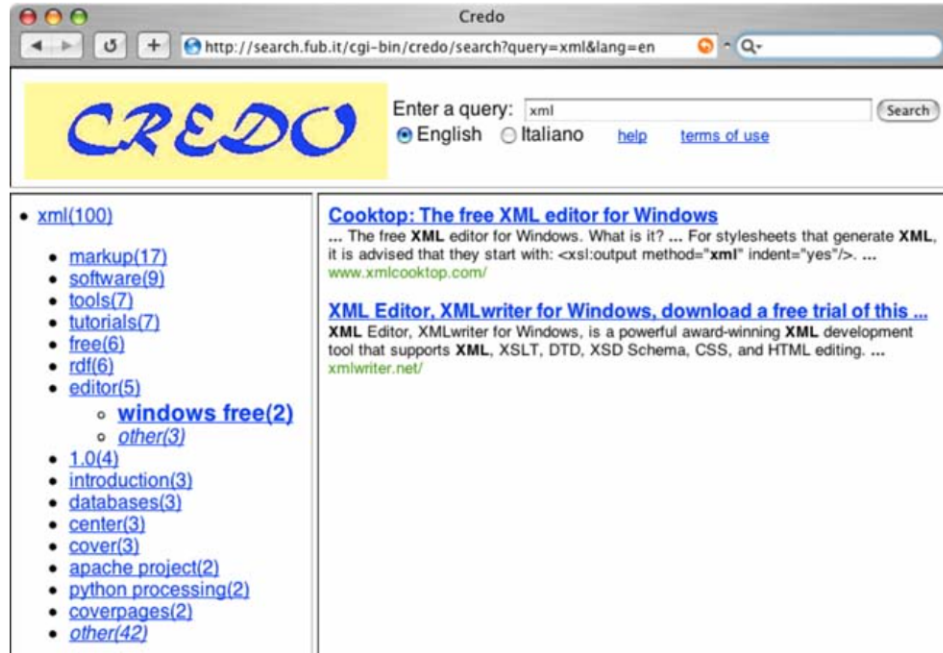 Credo
http://search.fub.it/cgi-bin/credo/search?query=xml&lang=en
CREDO
Enter a query: xml Search
English Italiano help terms of use
xml(100)
markup(17)
software(9)
tools(7)
tutorials(7)
free(6)
rdf(6)
editor(5)
windows free(2)
other(3)
1.0(4)
introduction(3)
databases(3)
center(3)
cover(3)
apache project(2)
python processing(2)
coverpages(2)
other(42)
Cooktop: The free XML editor for Windows
... The free XML editor for Windows. What is it? ... For stylesheets that generate XML,
it is advised that they start with: <xsl:output method="xml" indent="yes"/>. ...
www.xmlcooktop.com/
XML Editor, XMLwriter for Windows, download a free trial of this ...
XML Editor, XMLwriter for Windows, is a powerful award-winning XML development
tool that supports XML, XSLT, DTD, XSD Schema, CSS, and HTML editing. ...
xmlwriter.net/